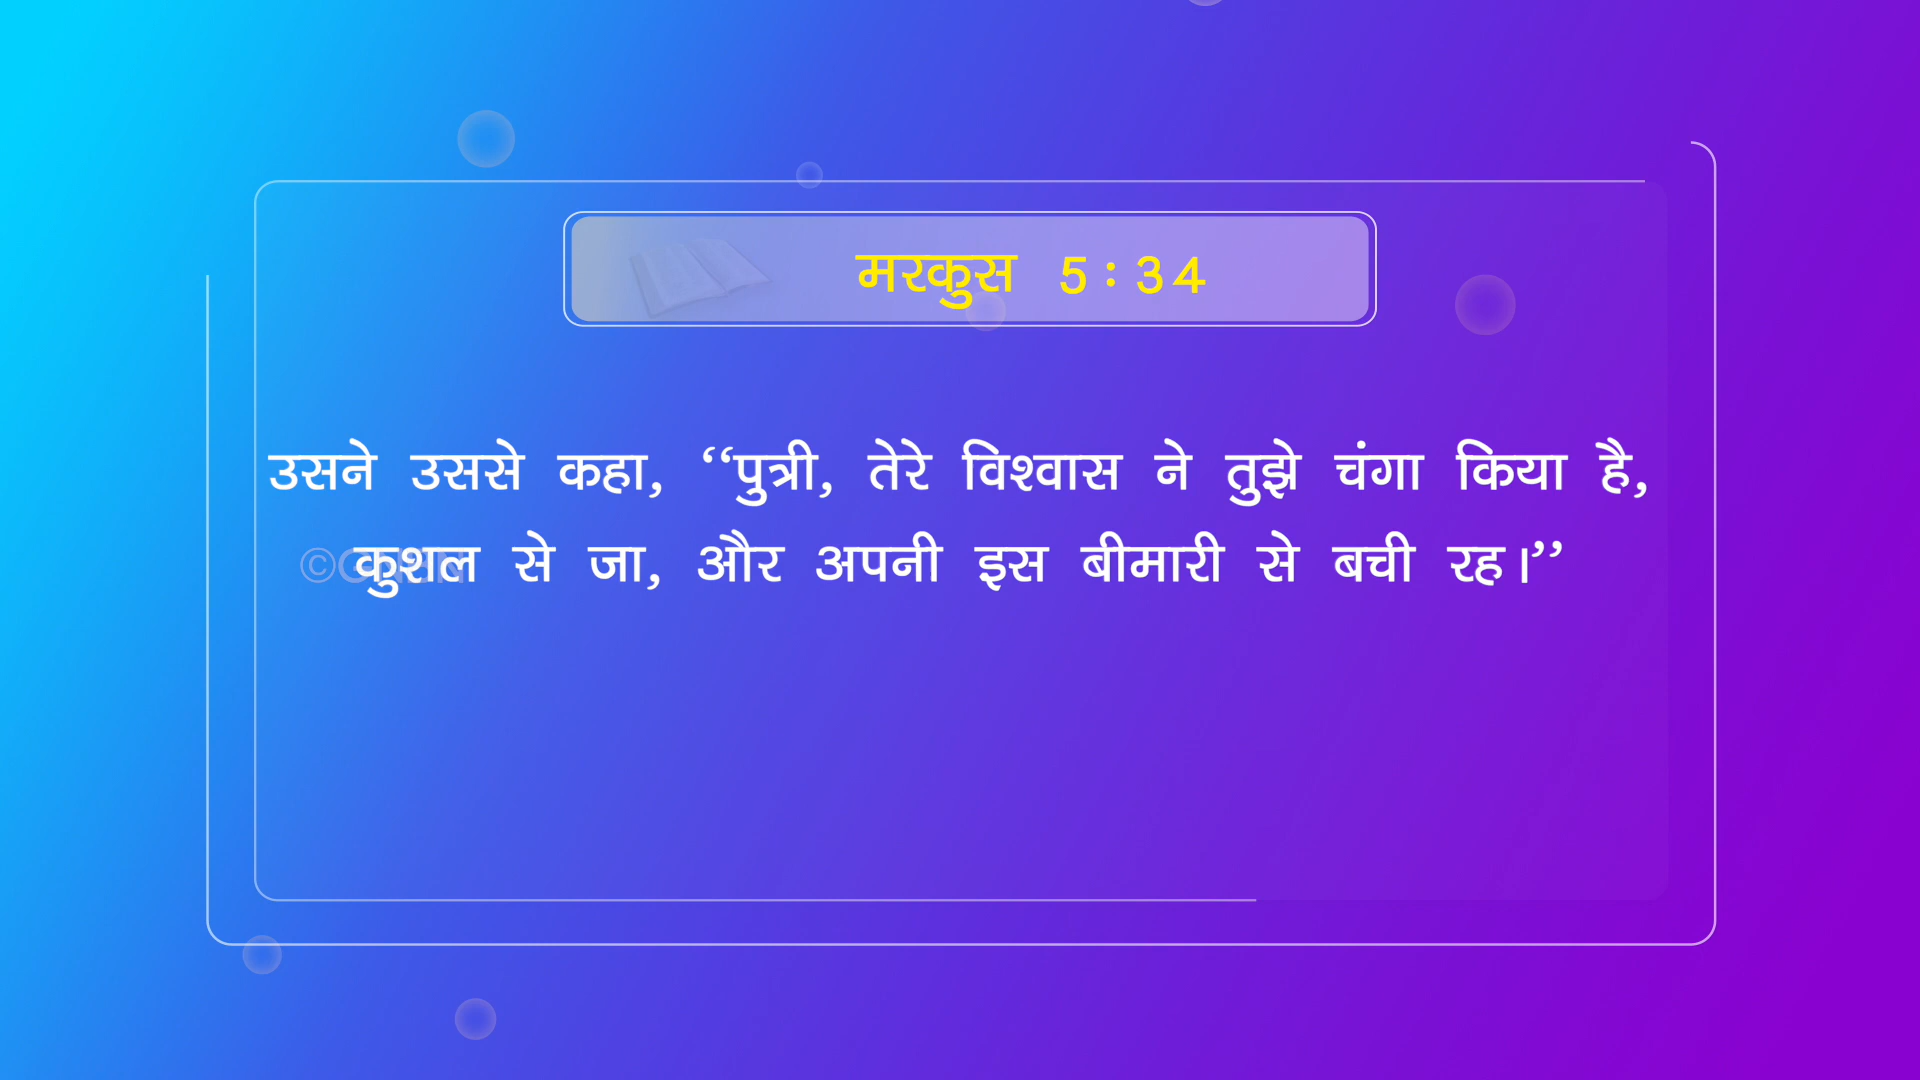 मरकुस 5:34
उसने उससे कहा, ‘‘पुत्री, तेरे विश्वास ने तुझे चंगा किया है,
कुशल से जा, और अपनी इस बीमारी से बची रह।’’